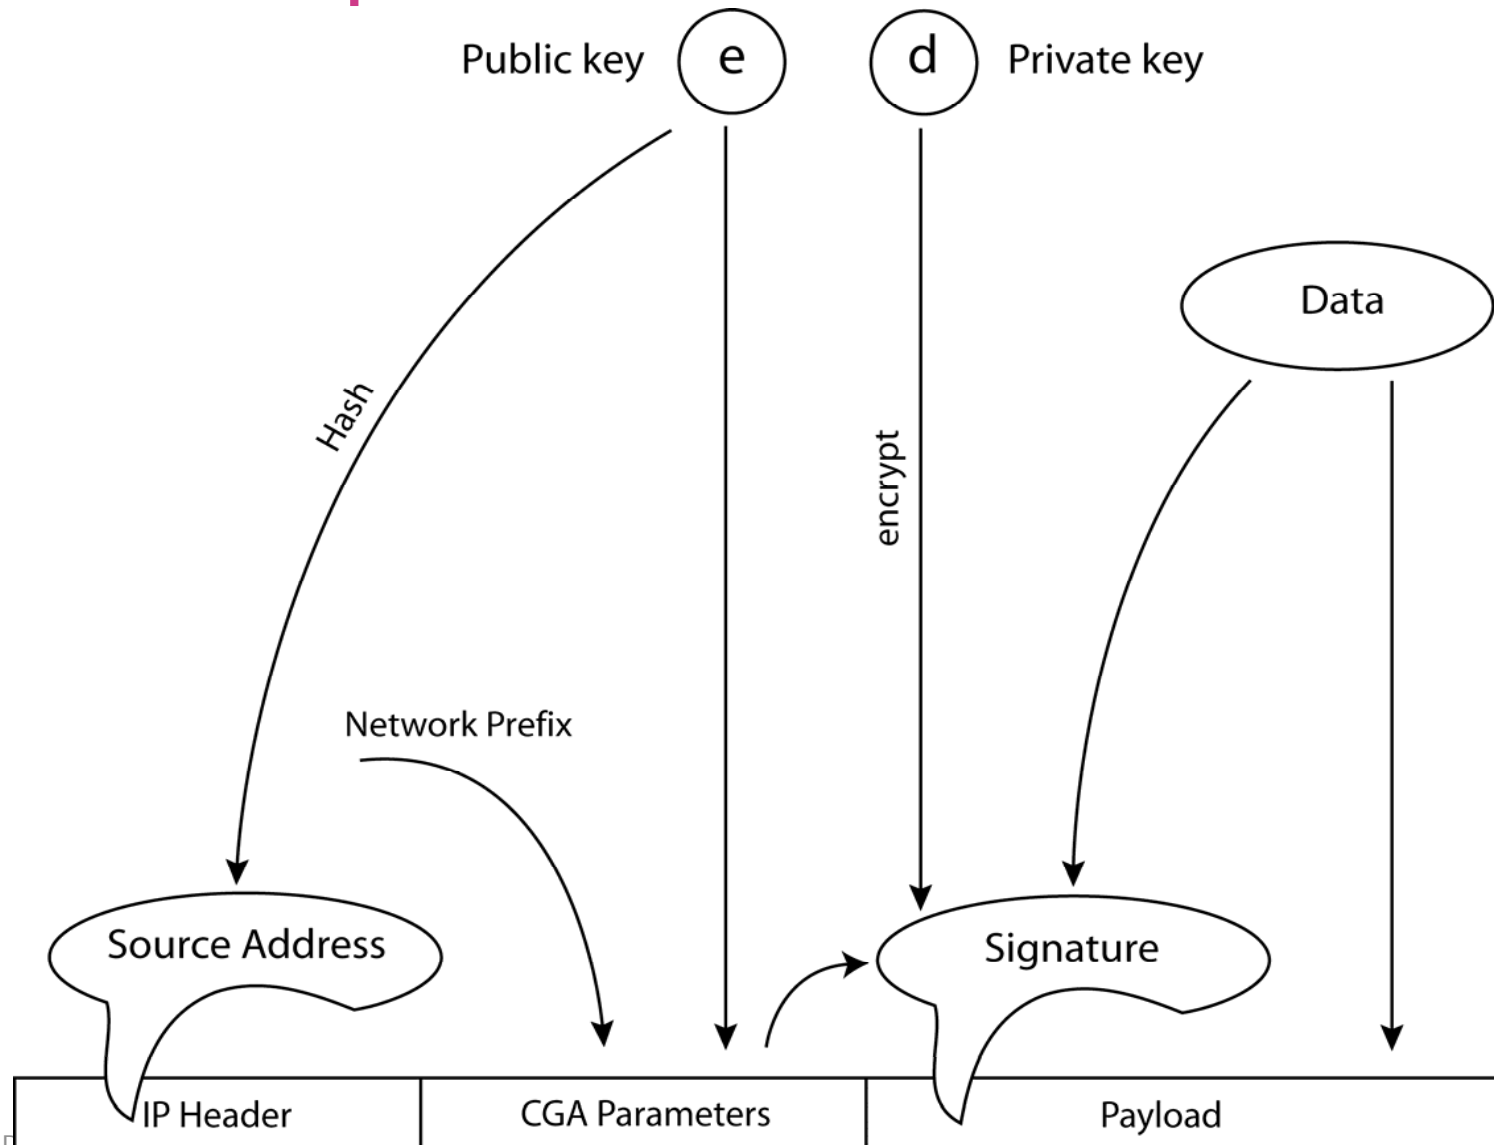 Public key
e
d
Private key
Data
Hash
encrypt
Network Prefix
Source Address
Signature
IP Header
CGA Parameters
Payload